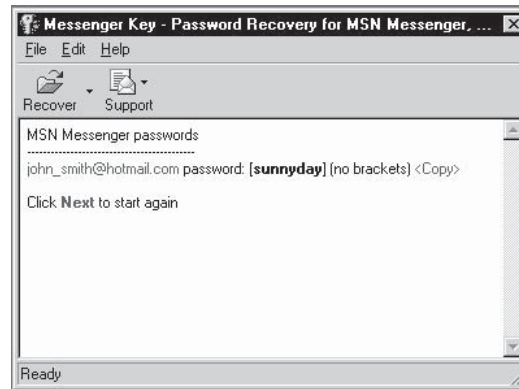 Messenger Key - Password Recovery for MSN Messenger, ...
File Edit Help
Recover Support
MSN Messenger passwords
----------------------------------------
john_smith@hotmail.com password: [sunnyday] (no brackets) <Copy>
Click Next to start again
Ready